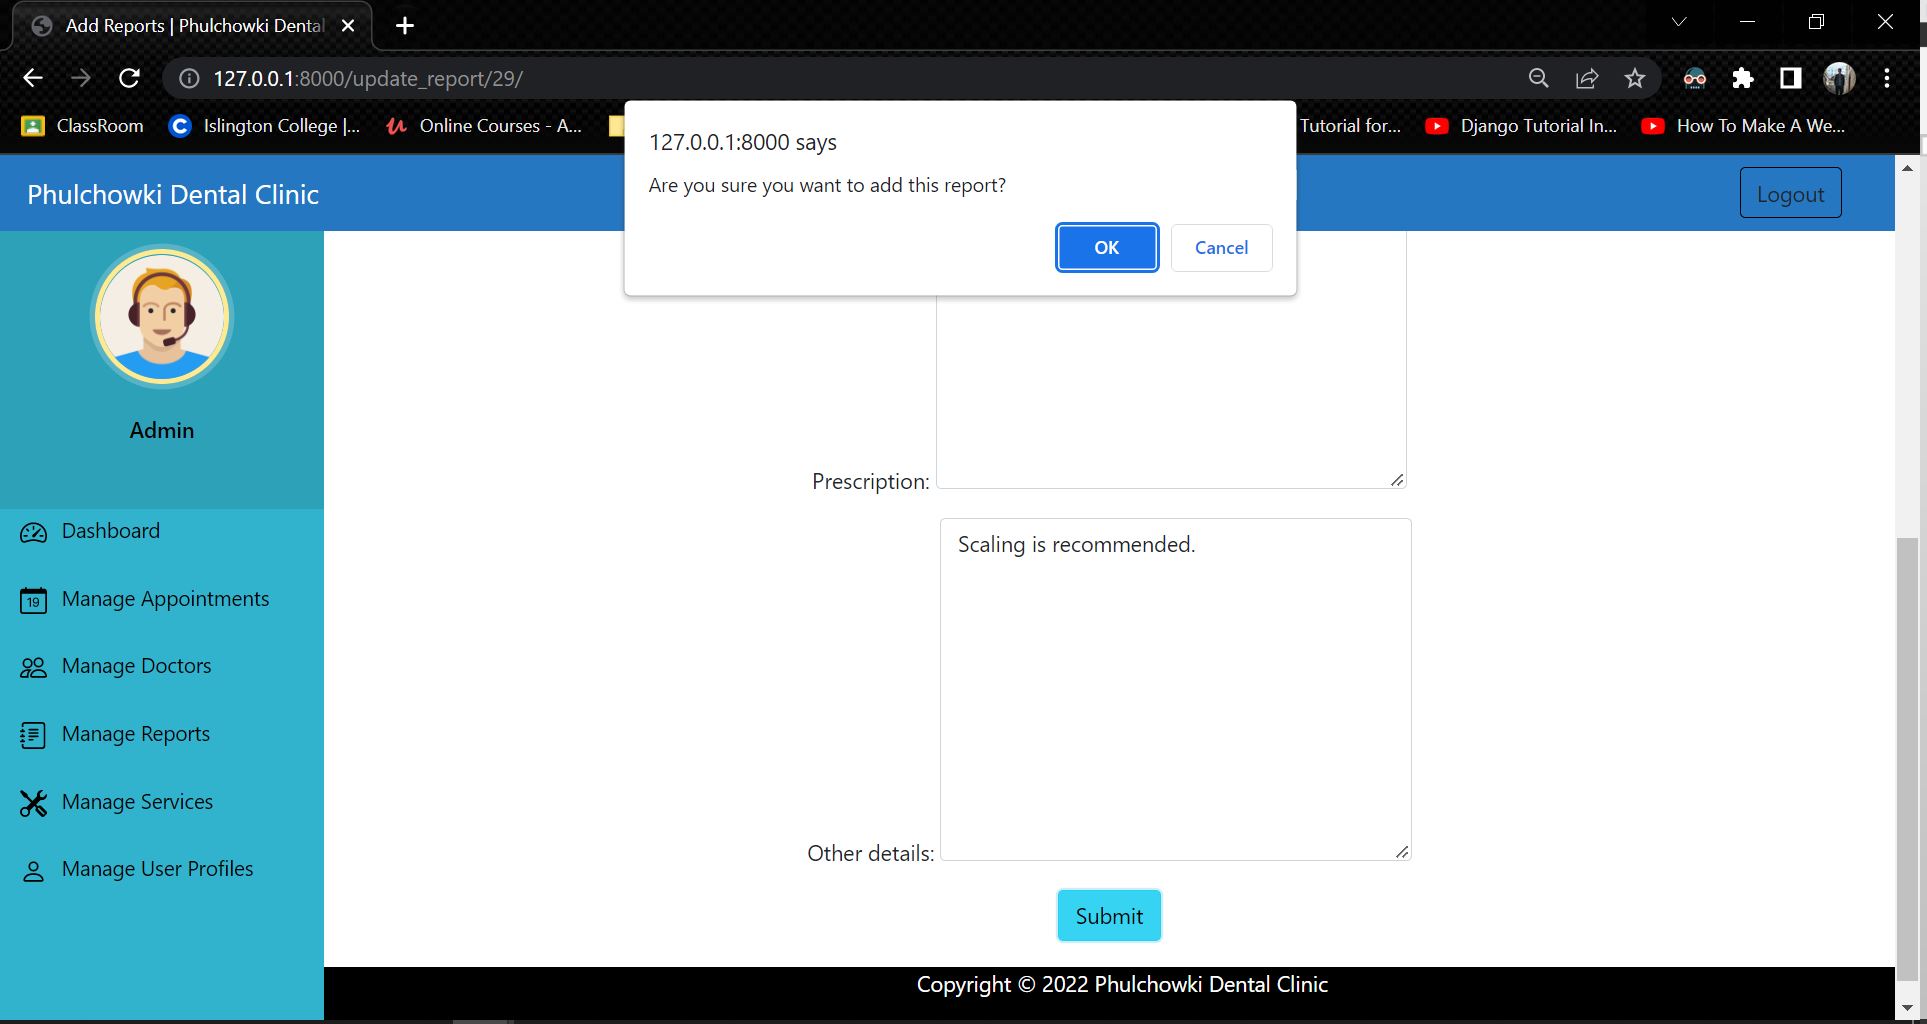 Add Reports | Phulchowki Dental
127.0.0.1:8000/update_report/29/
ClassRoom
Islington College |...
Online Courses - A...
Tutorial for...
Django Tutorial In...
How To Make A We...
127.0.0.1:8000 says
Are you sure you want to add this report?
OK
Cancel
Phulchowki Dental Clinic
Logout
Admin
Dashboard
19
Manage Appointments
Manage Doctors
Manage Reports
Manage Services
Manage User Profiles
Prescription:
Scaling is recommended.
Other details:
Submit
Copyright © 2022 Phulchowki Dental Clinic